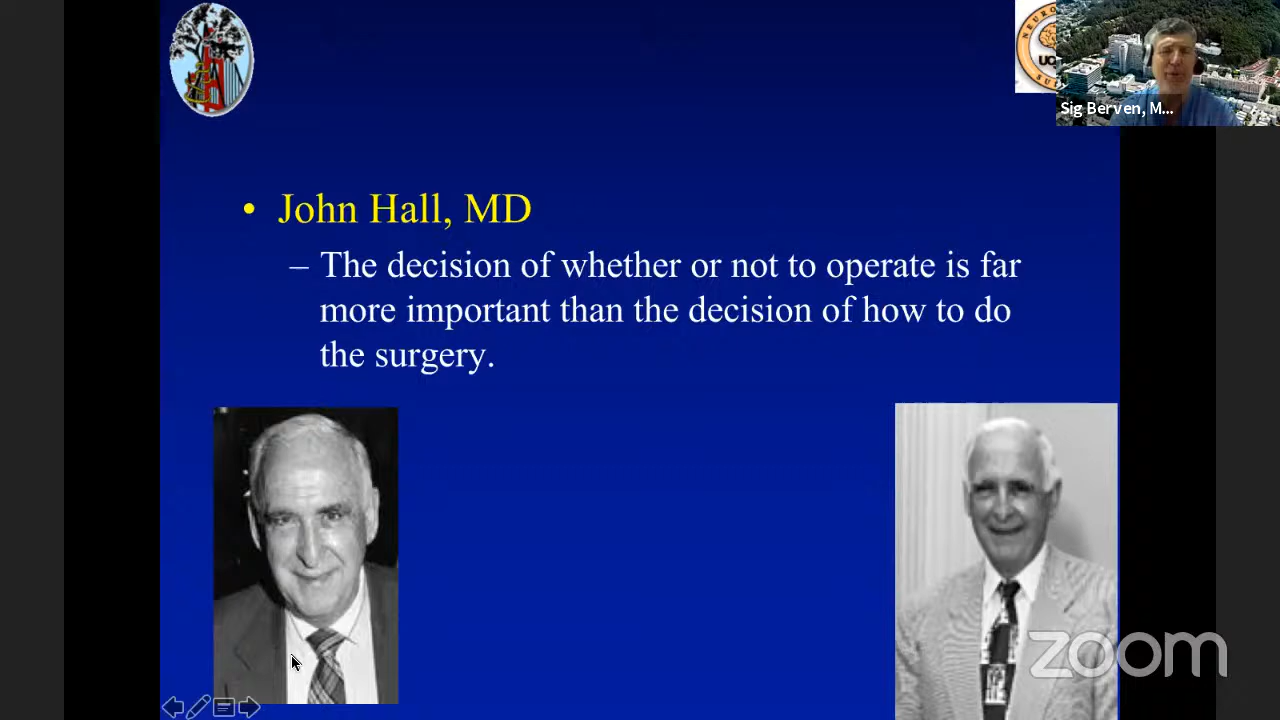 Sig Berven, M...
• John Hall, MD
– The decision of whether or not to operate is far
more important than the decision of how to do
the surgery.
zoom